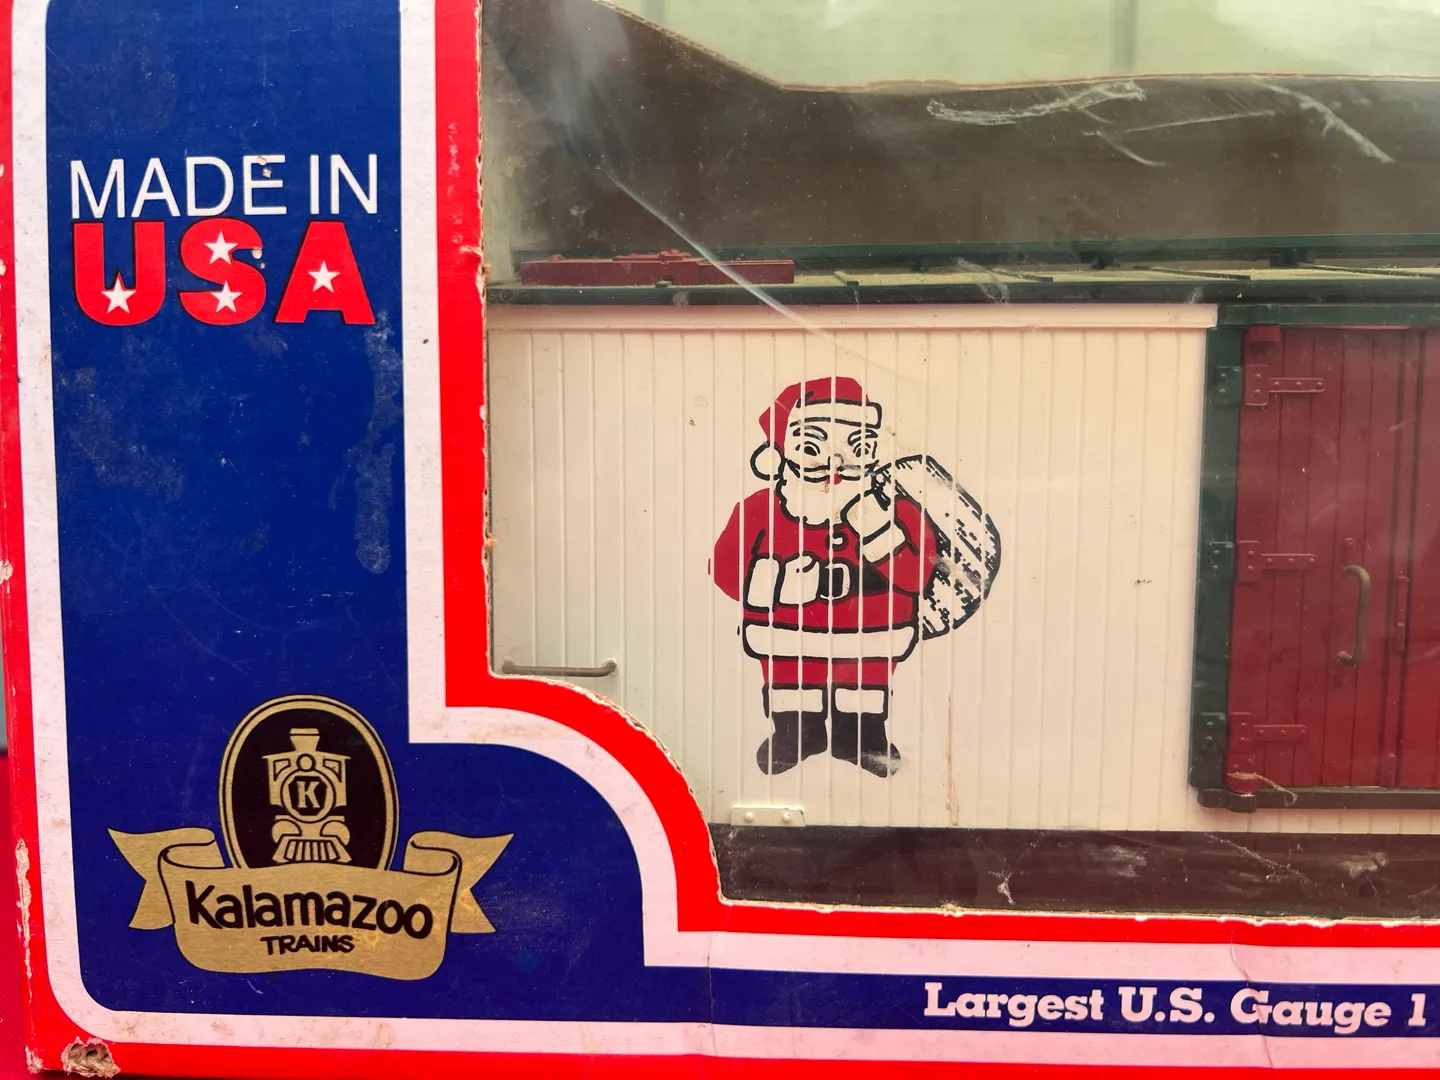 MADE IN
USA
K
Kalamazoo
TRAINS
Largest U.S. Gauge 1